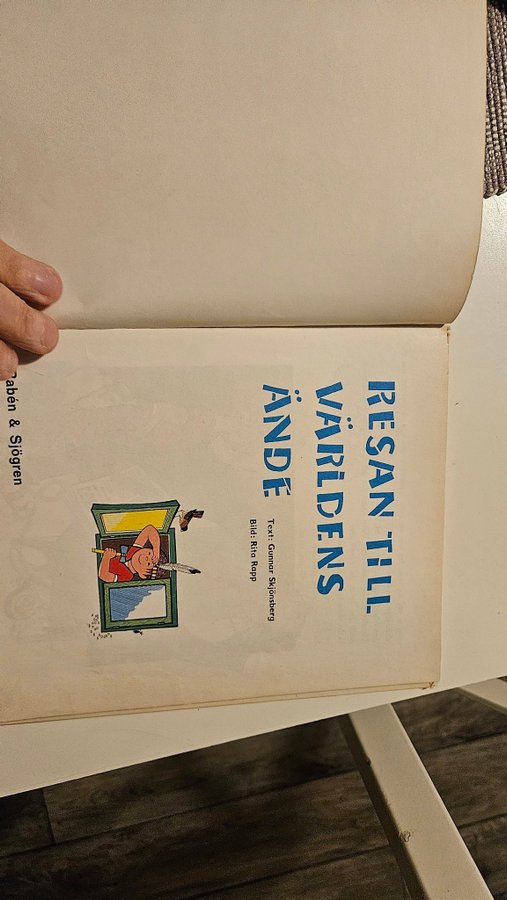 RESAN TILL
VÄRLDENS
ÄNDE
Text: Gunnar Skjönsberg
Bild: Rita Rapp
Rabén & Sjögren